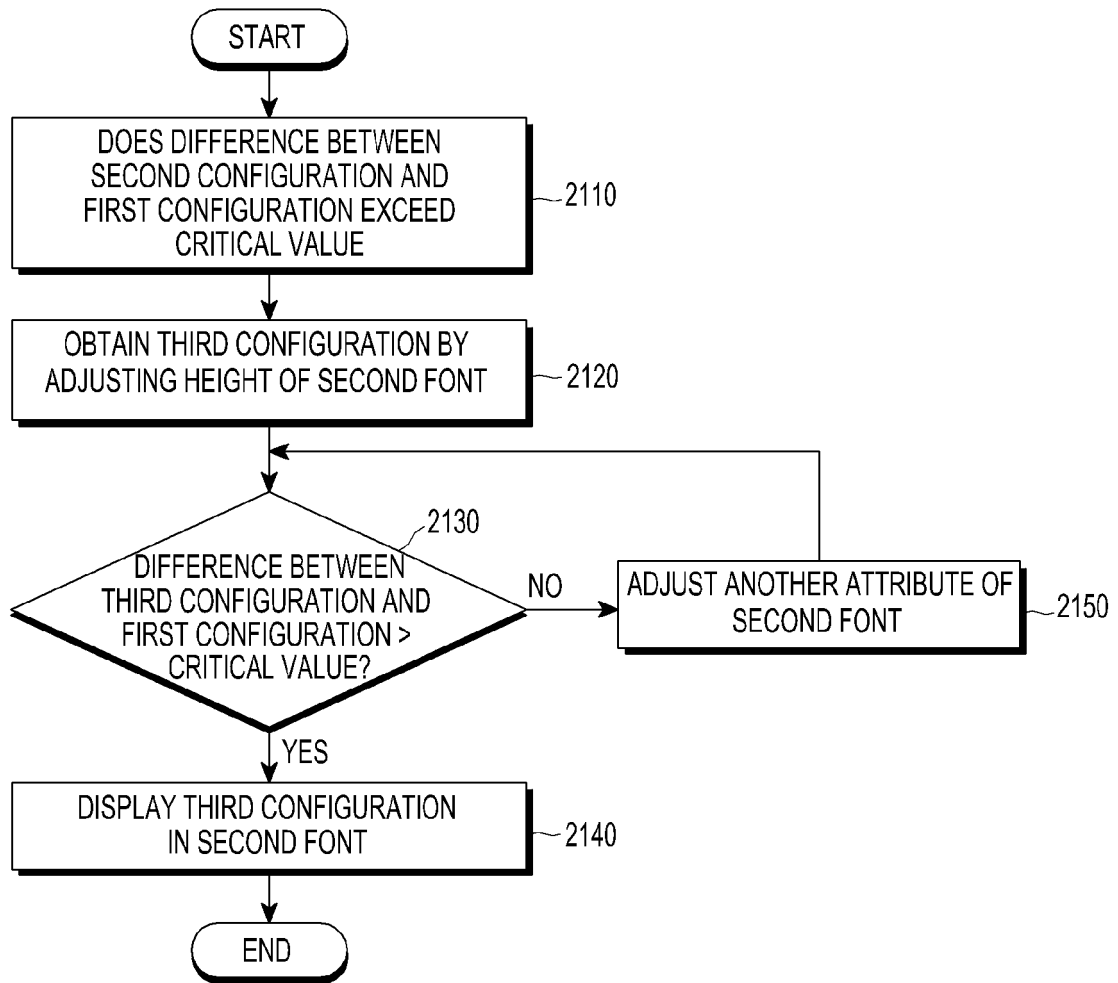 START
DOES DIFFERENCE BETWEEN
SECOND CONFIGURATION AND
FIRST CONFIGURATION EXCEED
CRITICAL VALUE
2110
OBTAIN THIRD CONFIGURATION BY
ADJUSTING HEIGHT OF SECOND FONT
2120
2130
DIFFERENCE BETWEEN
THIRD CONFIGURATION AND
FIRST CONFIGURATION >
CRITICAL VALUE?
NO
ADJUST ANOTHER ATTRIBUTE OF
SECOND FONT
2150
YES
DISPLAY THIRD CONFIGURATION
IN SECOND FONT
2140
END